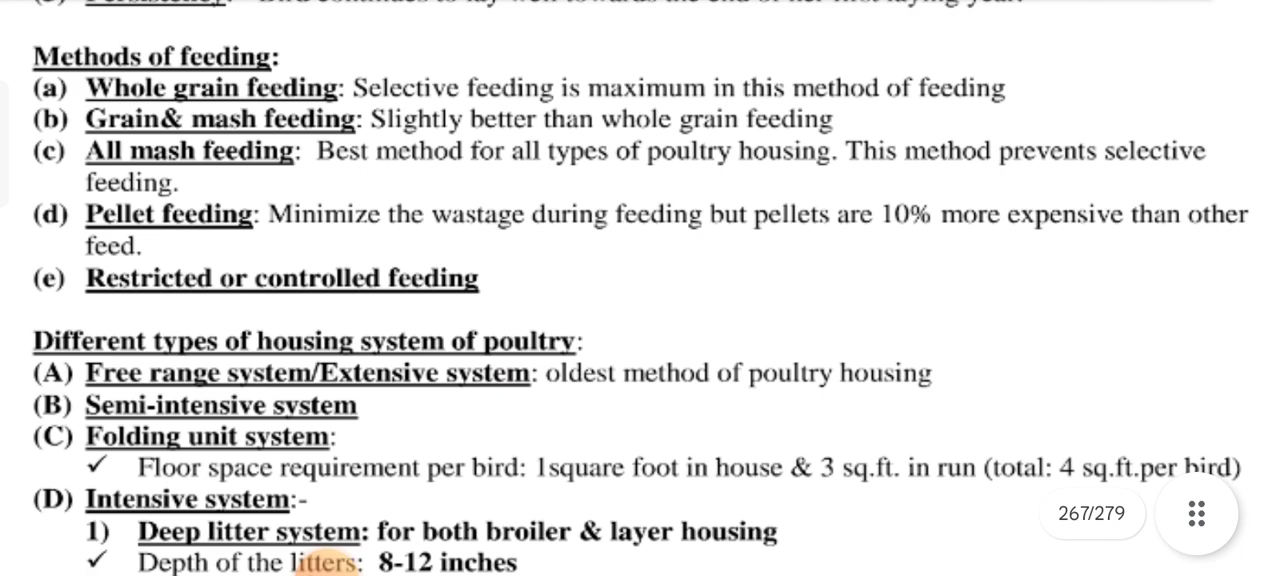 Methods of feeding:
(a) Whole grain feeding: Selective feeding is maximum in this method of feeding
(b) Grain& mash feeding: Slightly better than whole grain feeding
(c) All mash feeding: Best method for all types of poultry housing. This method prevents selective
feeding.
(d) Pellet feeding: Minimize the wastage during feeding but pellets are 10% more expensive than other
feed.
(e) Restricted or controlled feeding
Different types of housing system of poultry:
(A) Free range system/Extensive system: oldest method of poultry housing
(B) Semi-intensive system
(C) Folding unit system:
✓ Floor space requirement per bird: 1square foot in house & 3 sq.ft. in run (total: 4 sq.ft.per bird)
(D) Intensive system:-
267/279
1) Deep litter system: for both broiler & layer housing
✓ Depth of the litters: 8-12 inches